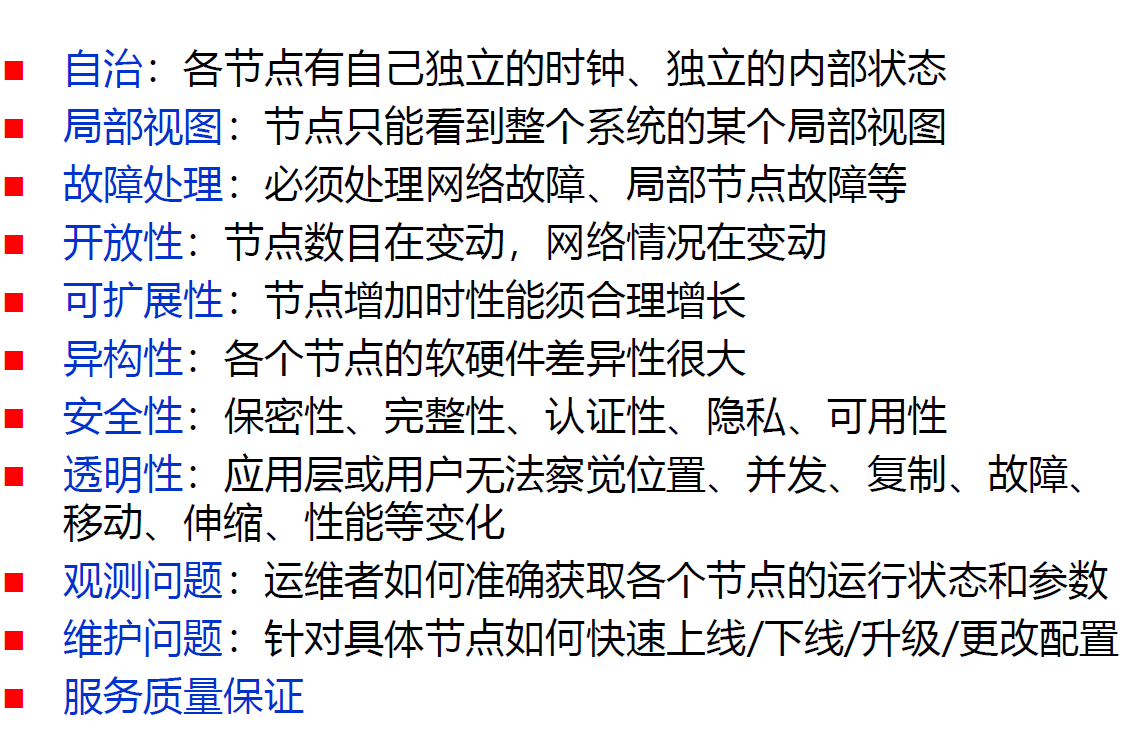 自治：各节点有自己独立的时钟、独立的内部状态
局部视图：节点只能看到整个系统的某个局部视图
故障处理：必须处理网络故障、局部节点故障等
开放性：节点数目在变动，网络情况在变动
可扩展性：节点增加时性能须合理增长
异构性：各个节点的软硬件差异性很大
安全性：保密性、完整性、认证性、隐私、可用性
透明性：应用层或用户无法察觉位置、并发、复制、故障、
移动、伸缩、性能等变化
观测问题：运维者如何准确获取各个节点的运行状态和参数
维护问题：针对具体节点如何快速上线/下线/升级/更改配置
服务质量保证